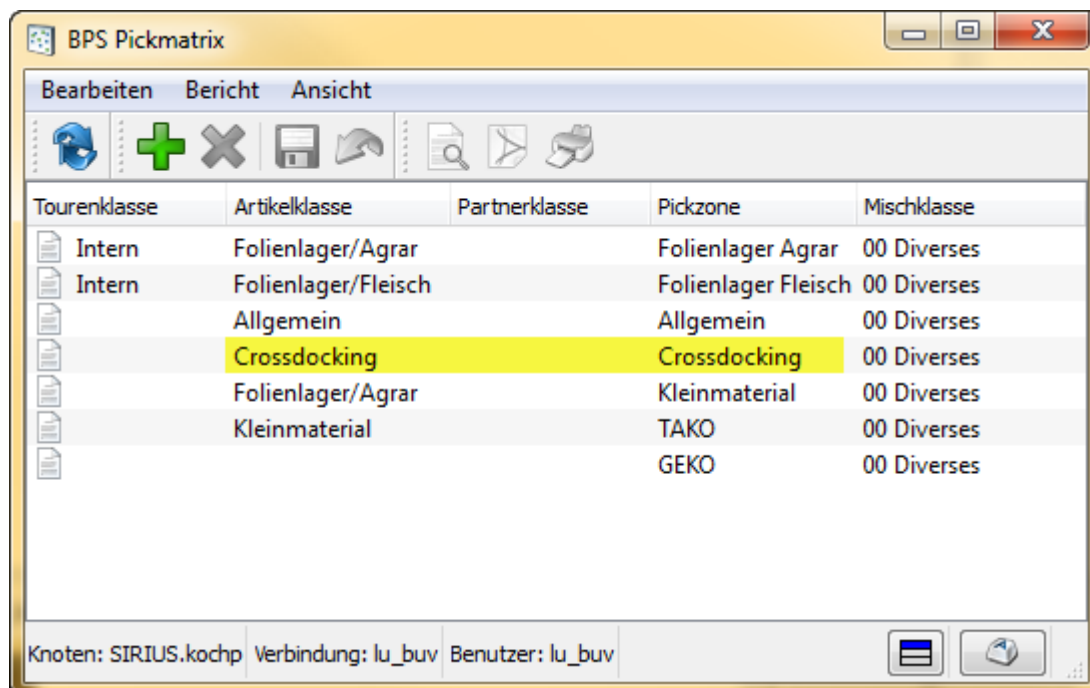 BPS Pickmatrix
Bearbeiten Bericht Ansicht
Tourenklasse Artikelklasse Partnerklasse Pickzone Mischklasse
Intern Folienlager/Agrar Folienlager Agrar 00 Diverses
Intern Folienlager/Fleisch Folienlager Fleisch 00 Diverses
Allgemein Allgemein 00 Diverses
Crossdocking Crossdocking 00 Diverses
Folienlager/Agrar Kleinmaterial 00 Diverses
Kleinmaterial TAKO 00 Diverses
GEKO 00 Diverses
Knoten: SIRIUS.kochp Verbindung: lu_buv Benutzer: lu_buv